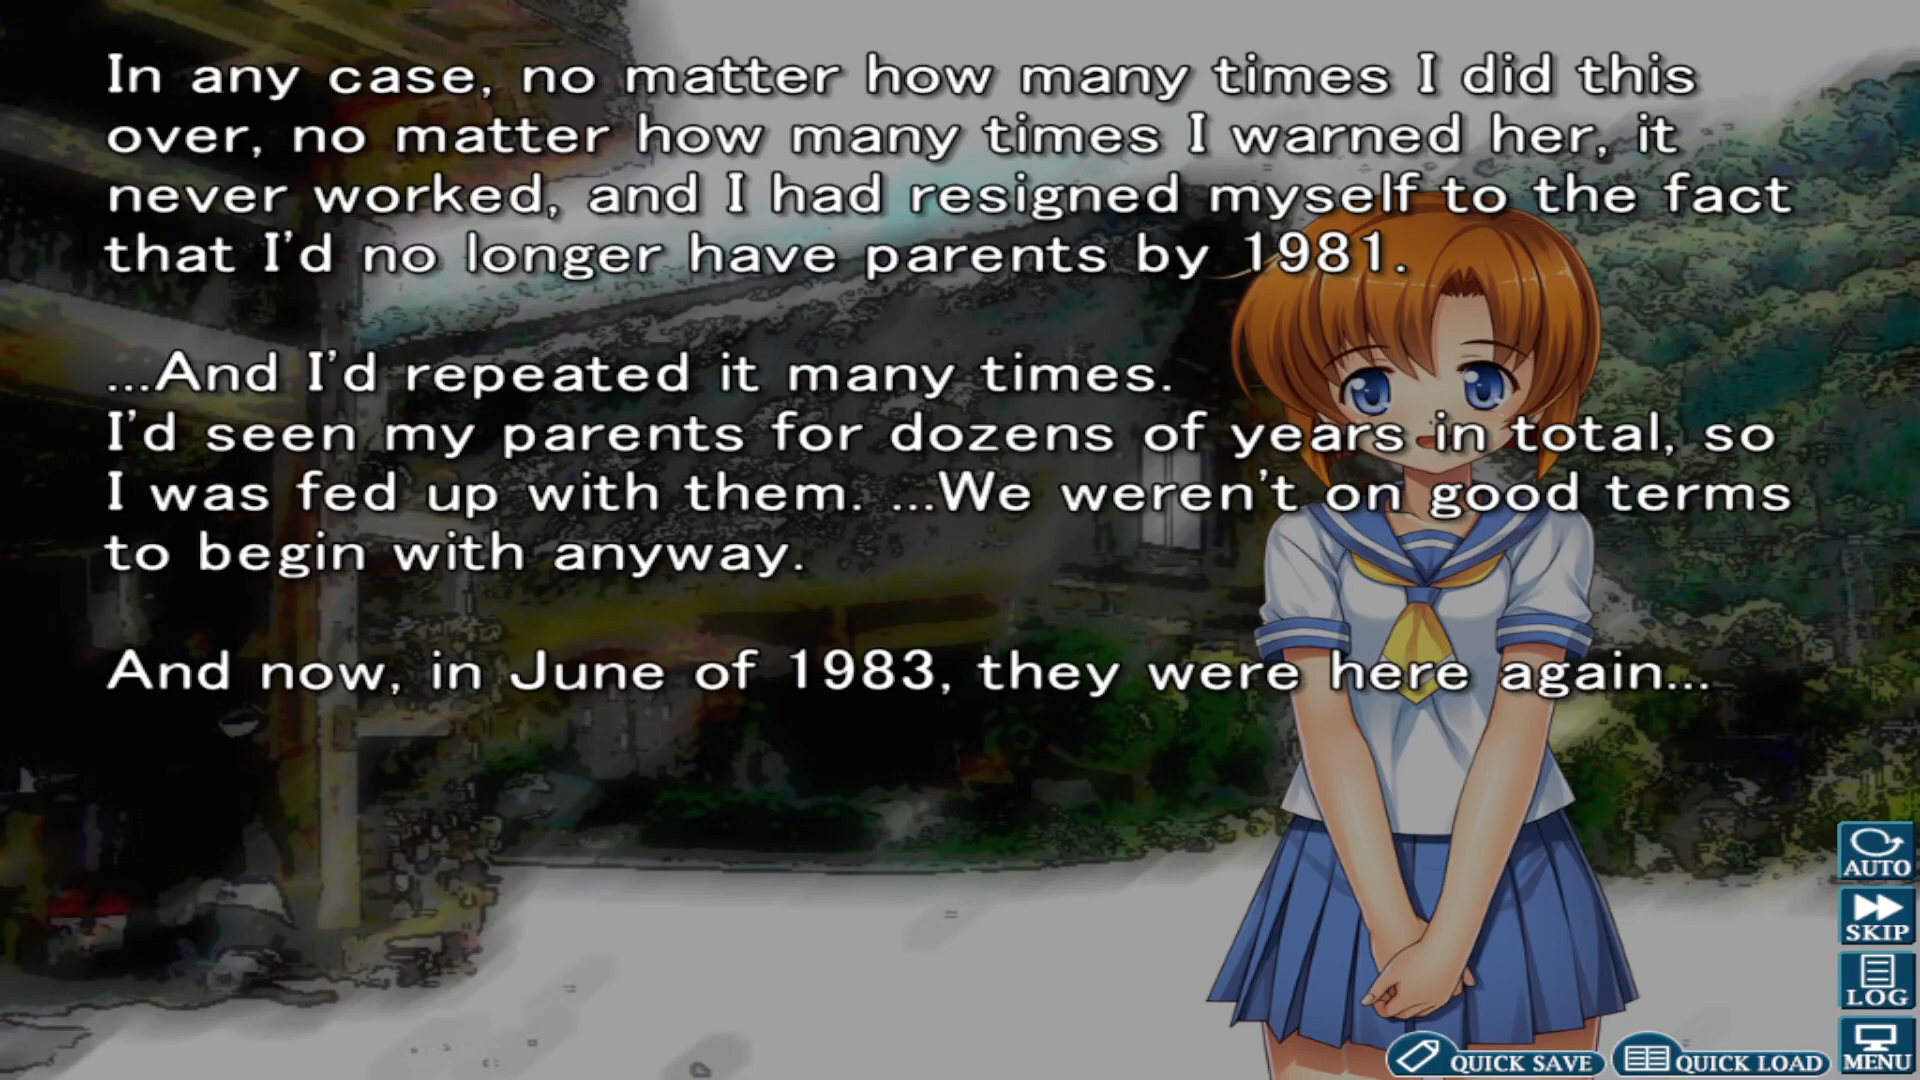 In any case, no matter how many times I did this
over, no matter how many times I warned her, it
never worked, and I had resigned myself to the fact
that I'd no longer have parents by 1981.
...And I'd repeated it many times.
I'd seen my parents for dozens of years in total, so
I was fed up with them. ...We weren't on good terms
to begin with anyway.
And now, in June of 1983, they were here again...
AUTO
SKIP
LOG
MENU
QUICK SAVE
QUICK LOAD